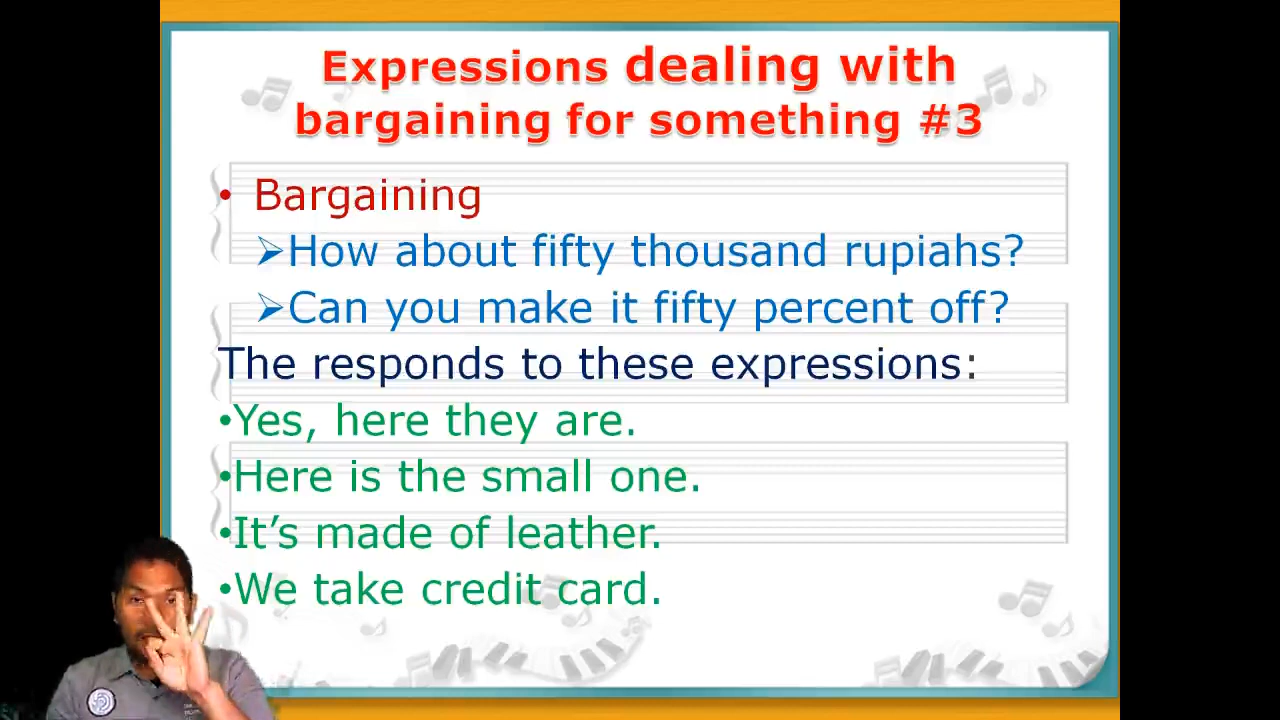 Expressions dealing with
bargaining for something #3
• Bargaining
➢How about fifty thousand rupiahs?
➢Can you make it fifty percent off?
The responds to these expressions:
•Yes, here they are.
•Here is the small one.
•It’s made of leather.
•We take credit card.